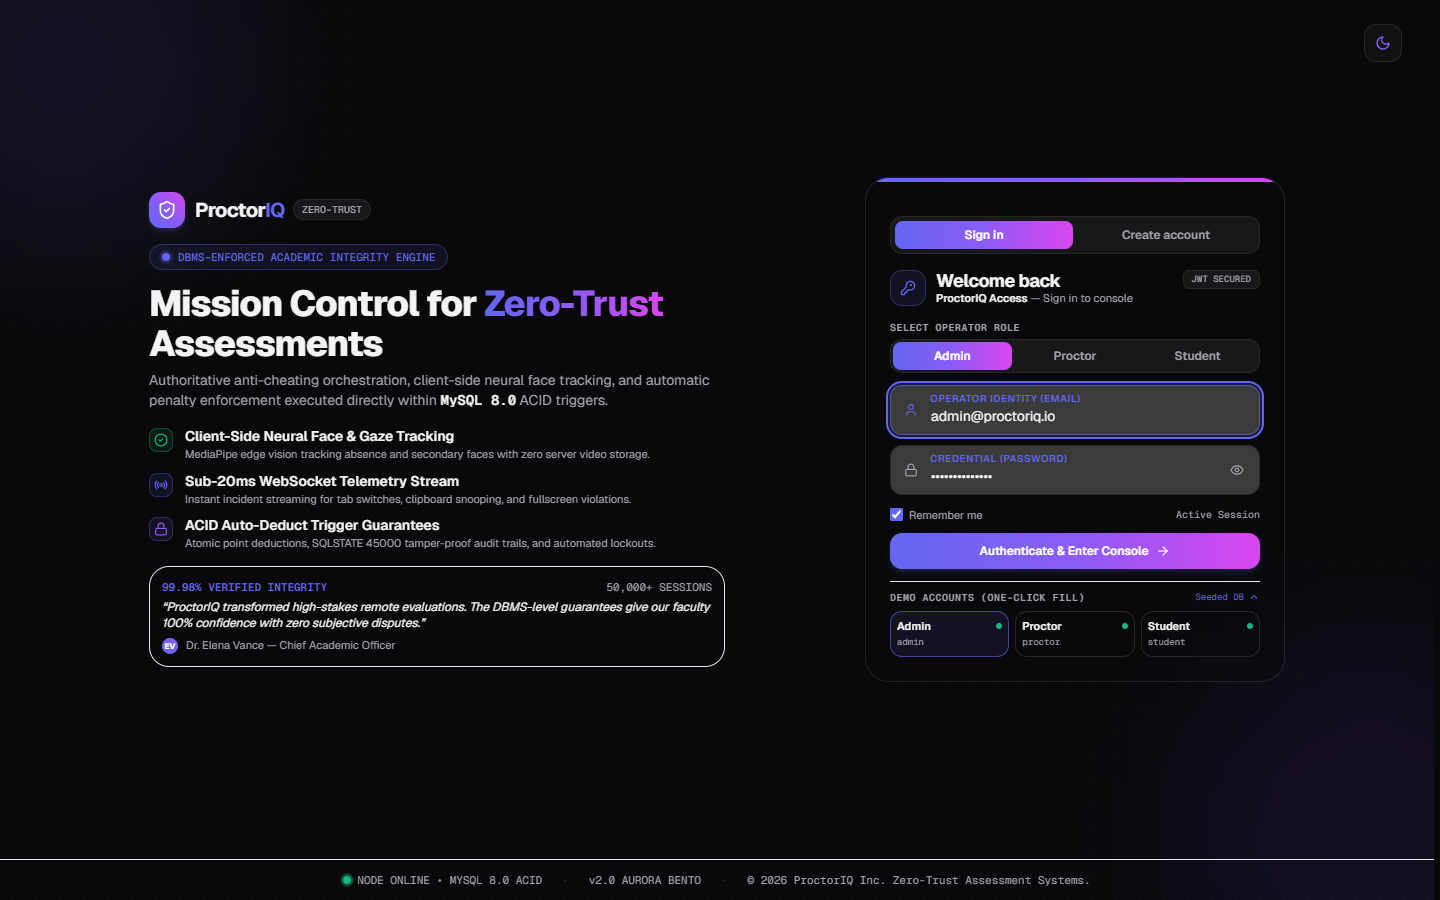 ProctorIQ ZERO-TRUST
DBMS-ENFORCED ACADEMIC INTEGRITY ENGINE
Mission Control for Zero-Trust
Assessments
Authoritative anti-cheating orchestration, client-side neural face tracking, and automatic
penalty enforcement executed directly within MySQL 8.0 ACID triggers.
Client-Side Neural Face & Gaze Tracking
MediaPipe edge vision tracking absence and secondary faces with zero server video storage.
Sub-20ms WebSocket Telemetry Stream
Instant incident streaming for tab switches, clipboard snooping, and fullscreen violations.
ACID Auto-Deduct Trigger Guarantees
Atomic point deductions, SQLSTATE 45000 tamper-proof audit trails, and automated lockouts.
99.98% VERIFIED INTEGRITY 50,000+ SESSIONS
“ProctorIQ transformed high-stakes remote evaluations. The DBMS-level guarantees give our faculty
100% confidence with zero subjective disputes.”
EV Dr. Elena Vance — Chief Academic Officer
Sign in Create account
Welcome back JWT SECURED
ProctorIQ Access — Sign in to console
SELECT OPERATOR ROLE
Admin Proctor Student
OPERATOR IDENTITY (EMAIL)
admin@proctoriq.io
CREDENTIAL (PASSWORD)
••••••••••••••
Remember me Active Session
Authenticate & Enter Console →
DEMO ACCOUNTS (ONE-CLICK FILL) Seeded DB
Admin Proctor Student
admin proctor student
NODE ONLINE • MYSQL 8.0 ACID · v2.0 AURORA BENTO · © 2026 ProctorIQ Inc. Zero-Trust Assessment Systems.